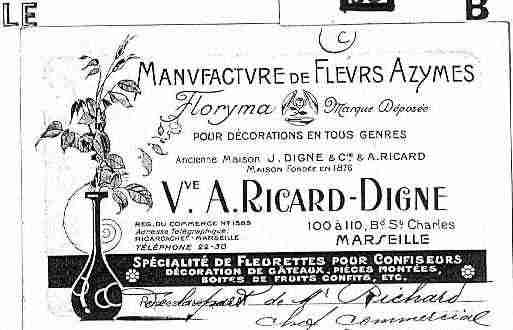 LE
B
C
MANVFACTVRE DE FLEVRS AZYMES
Floryma Marque Déposée
POUR DÉCORATIONS EN TOUS GENRES
Ancienne Maison J. DIGNE & Cie & A. RICARD
MAISON FONDÉE EN 1876
Vve A. RICARD-DIGNE
REG. DU COMMERCE No 1585
Adresse Télégraphique:
RICARDACHET-MARSEILLE
TÉLÉPHONE 22-30
100 à 110, Bd St Charles
MARSEILLE
SPÉCIALITÉ DE FLEURETTES POUR CONFISEURS
DÉCORATION DE GÂTEAUX, PIÈCES MONTÉES,
BOITES DE FRUITS CONFITS, ETC.
de Mr Richard
chef commercial